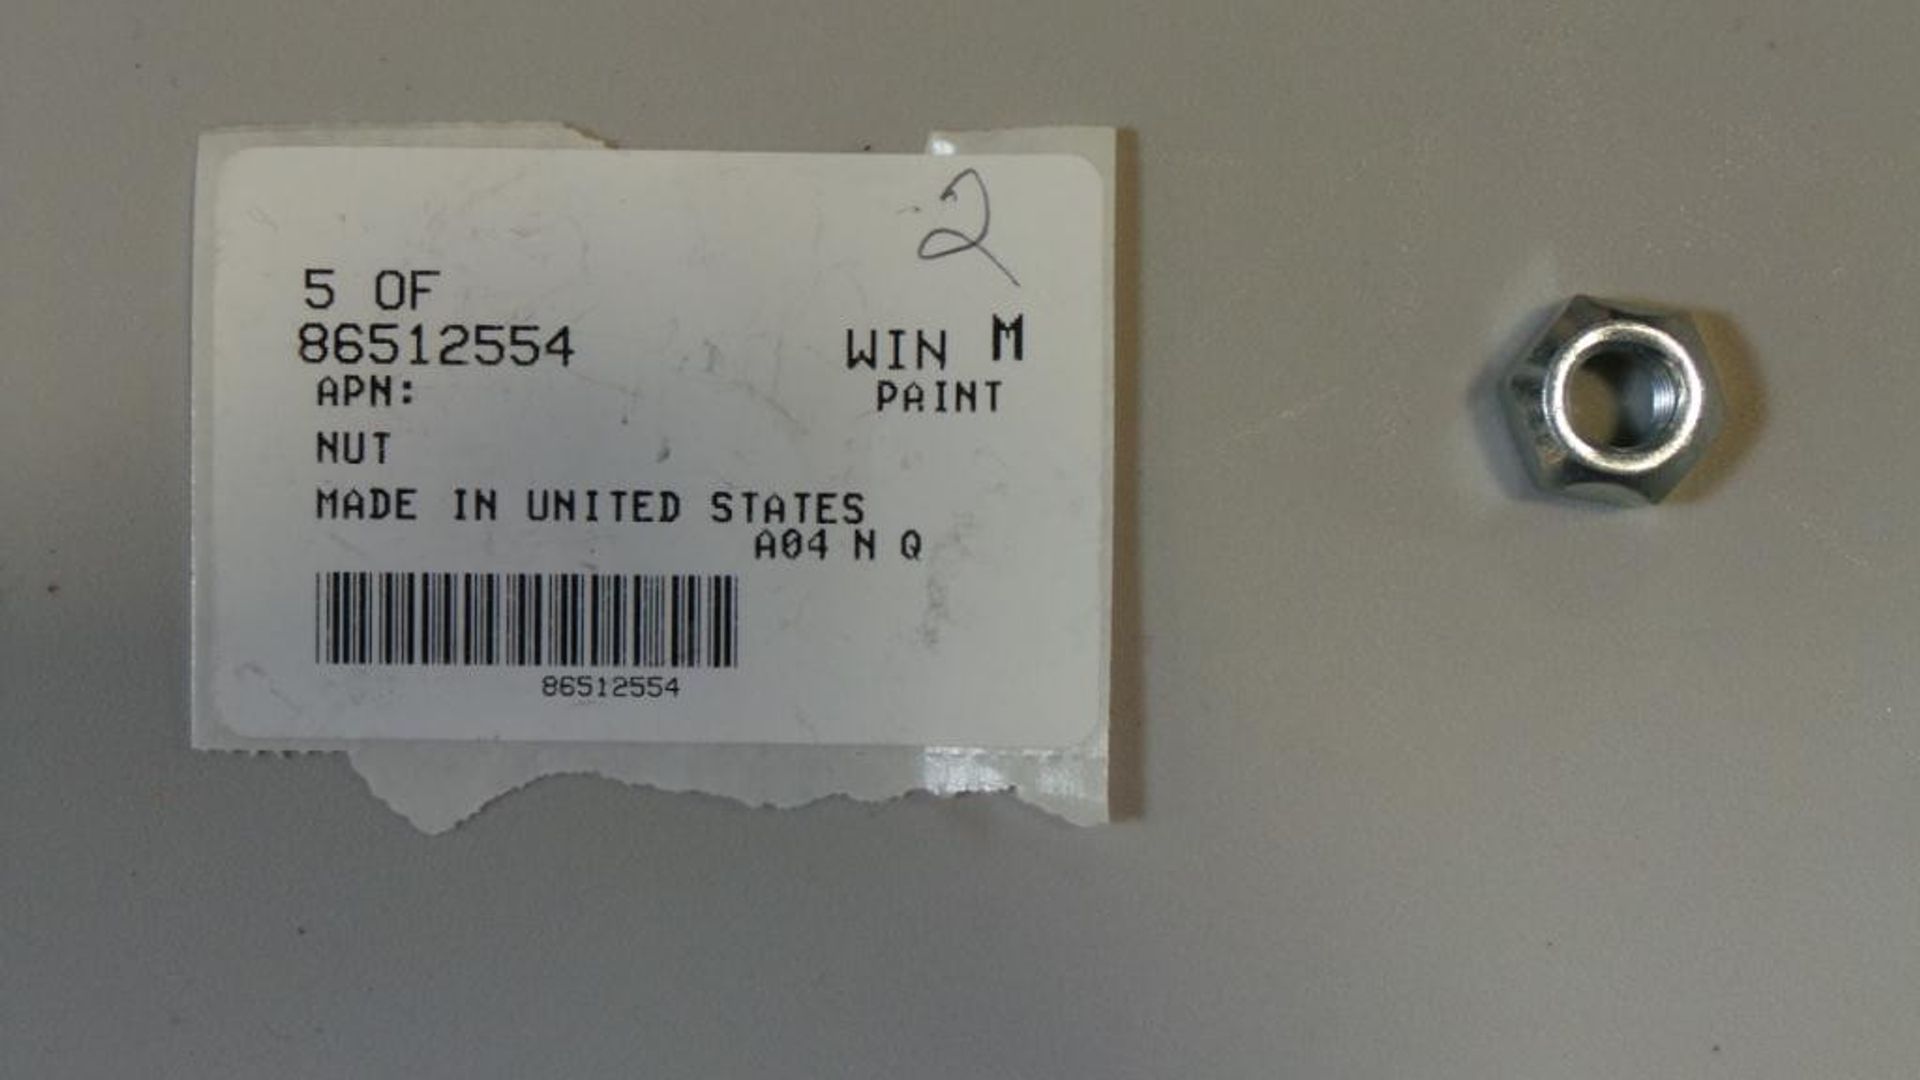 2
5 OF
86512554 WIN M
APN: PAINT
NUT
MADE IN UNITED STATES
A04 N Q
86512554